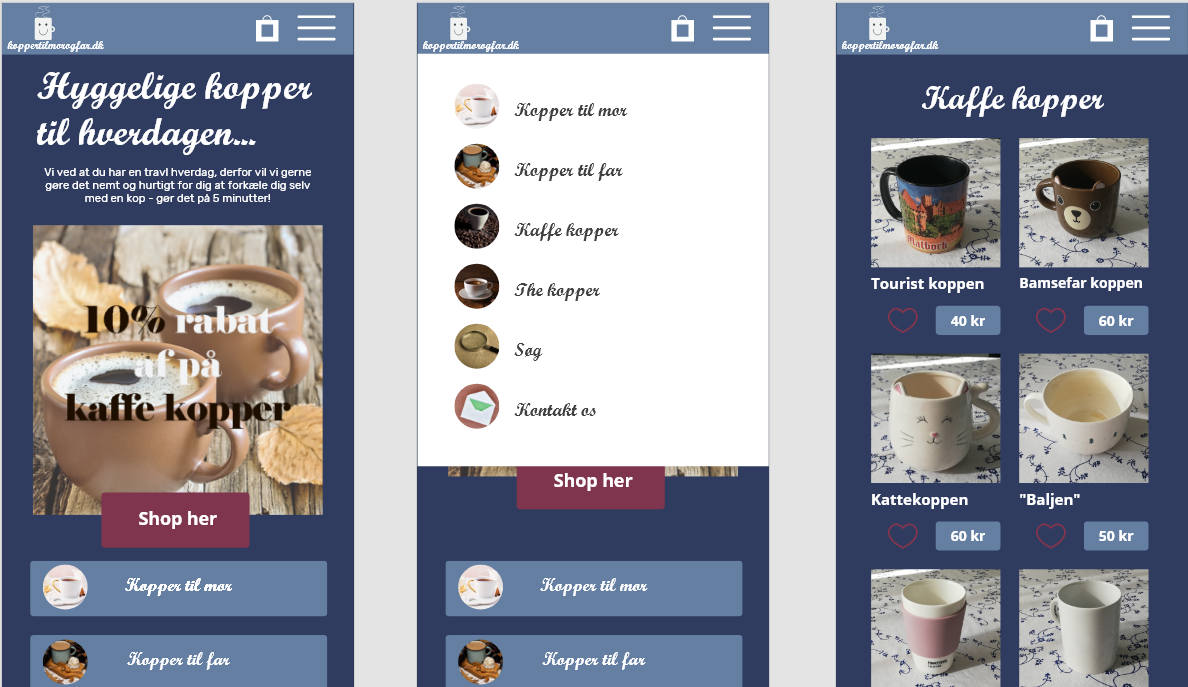 koppertilmorogfar.dk
Hyggelige kopper
til hverdagen...
Vi ved at du har en travl hverdag, derfor vil vi gerne
gøre det nemt og hurtigt for dig at forkæle dig selv
med en kop - gør det på 5 minutter!
10% rabat
af på
kaffe kopper
Shop her
Kopper til mor
Kopper til far
koppertilmorogfar.dk
Kopper til mor
Kopper til far
Kaffe kopper
The kopper
Søg
Kontakt os
Shop her
Kopper til mor
Kopper til far
koppertilmorogfar.dk
Kaffe kopper
Malbork
Tourist koppen
Bamsefar koppen
40 kr
60 kr
Kattekoppen
"Baljen"
60 kr
50 kr